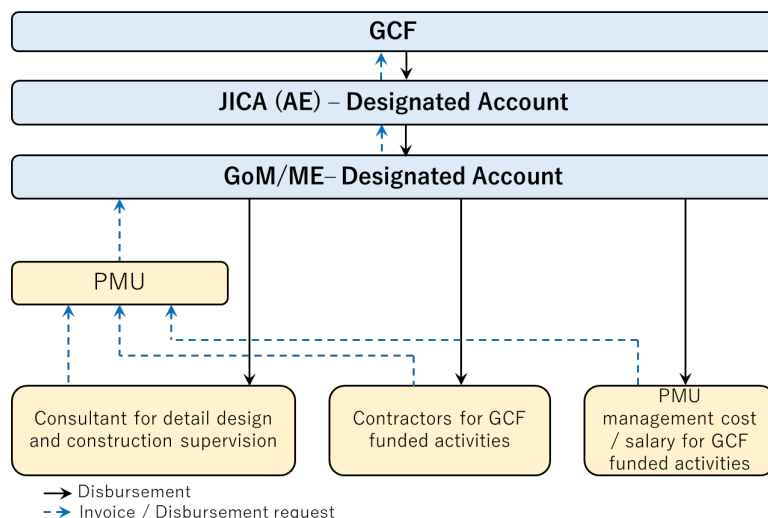 GCF
JICA (AE) – Designated Account
GoM/ME– Designated Account
PMU
Consultant for detail design
and construction supervision
Contractors for GCF
funded activities
PMU
management cost
/ salary for GCF
funded activities
Disbursement
Invoice / Disbursement request